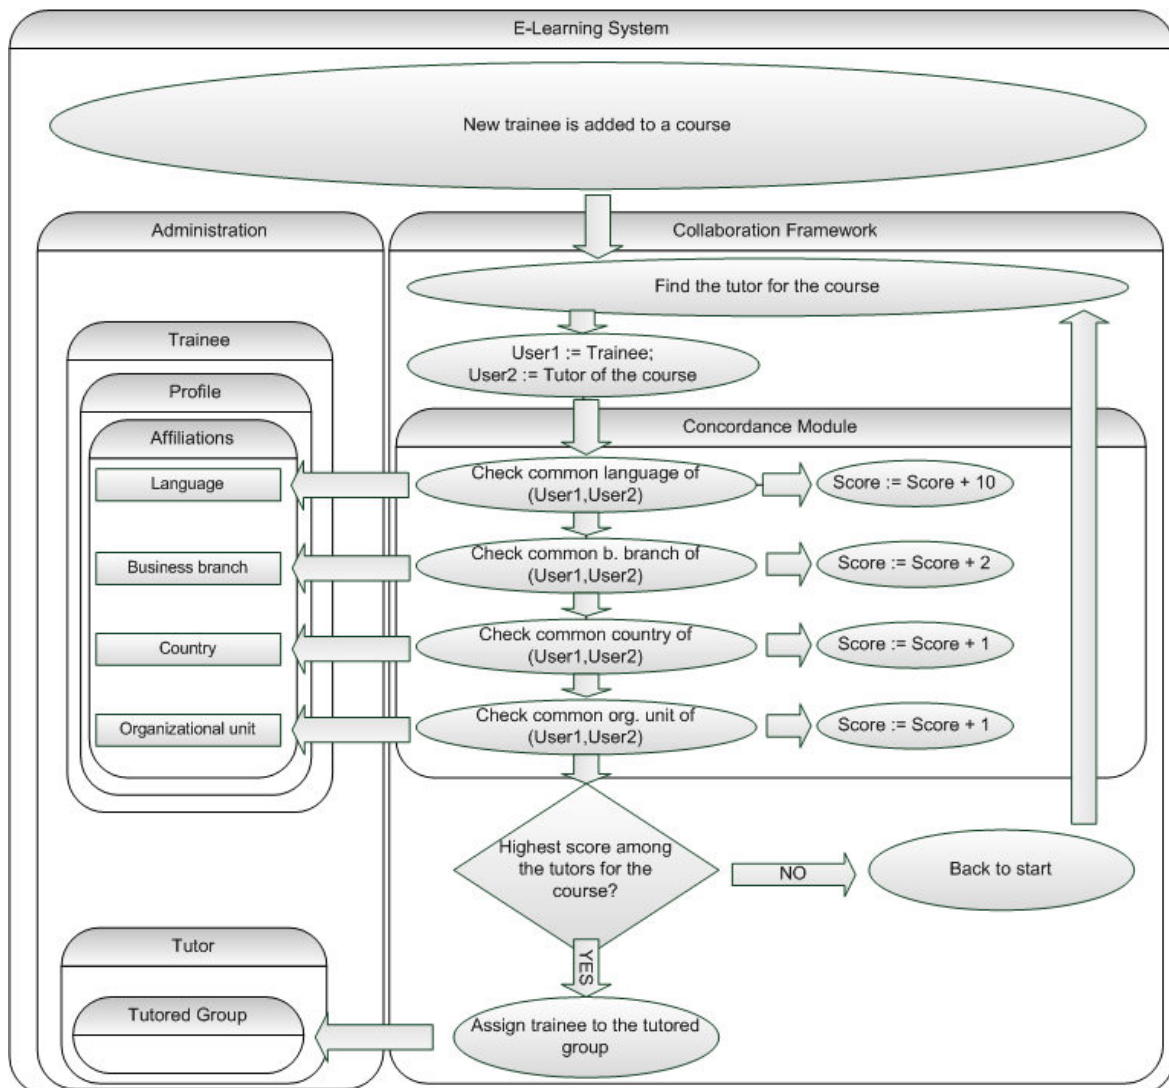 E-Learning System
New trainee is added to a course
Administration
Collaboration Framework
Find the tutor for the course
Trainee
User1 := Trainee;
User2 := Tutor of the course
Profile
Affiliations
Concordance Module
Language
Check common language of
(User1,User2)
Score := Score + 10
Business branch
Check common b. branch of
(User1,User2)
Score := Score + 2
Country
Check common country of
(User1,User2)
Score := Score + 1
Organizational unit
Check common org. unit of
(User1,User2)
Score := Score + 1
Highest score among
the tutors for the
course?
NO
Back to start
YES
Tutor
Tutored Group
Assign trainee to the tutored
group